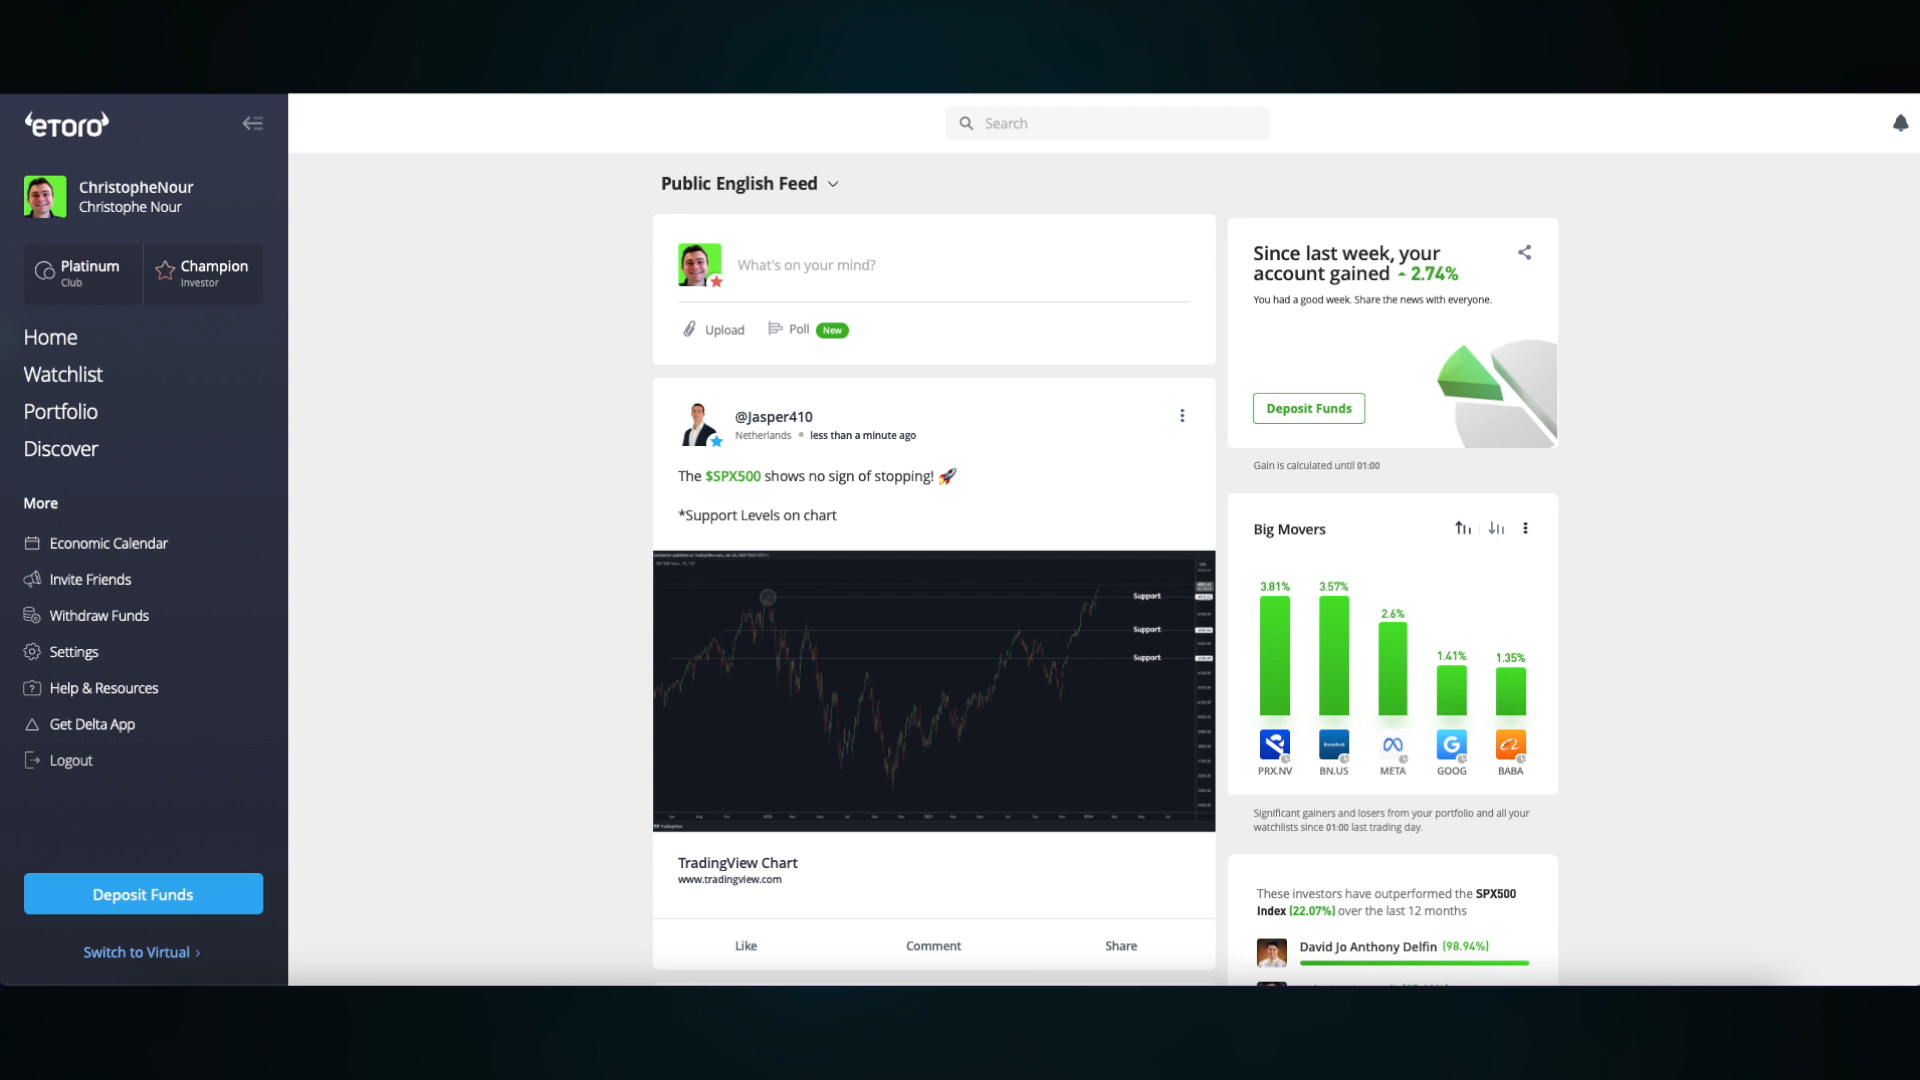 eToro
Search
ChristopheNour
Christophe Nour
Platinum
Club
Champion
Investor
Home
Watchlist
Portfolio
Discover
More
Economic Calendar
Invite Friends
Withdraw Funds
Settings
Help & Resources
Get Delta App
Logout
Deposit Funds
Switch to Virtual ›
Public English Feed
What's on your mind?
Upload
Poll
New
@Jasper410
Netherlands • less than a minute ago
The $SPX500 shows no sign of stopping! 🚀
*Support Levels on chart
Support
Support
Support
TradingView Chart
www.tradingview.com
Like
Comment
Share
Since last week, your
account gained 2.74%
You had a good week. Share the news with everyone.
Deposit Funds
Gain is calculated until 01:00
Big Movers
3.81%
3.57%
2.6%
1.41%
1.35%
PRX.NV
BN.US
META
GOOG
BABA
Significant gainers and losers from your portfolio and all your
watchlists since 01:00 last trading day.
These investors have outperformed the SPX500
Index (22.07%) over the last 12 months
David Jo Anthony Delfin (98.94%)